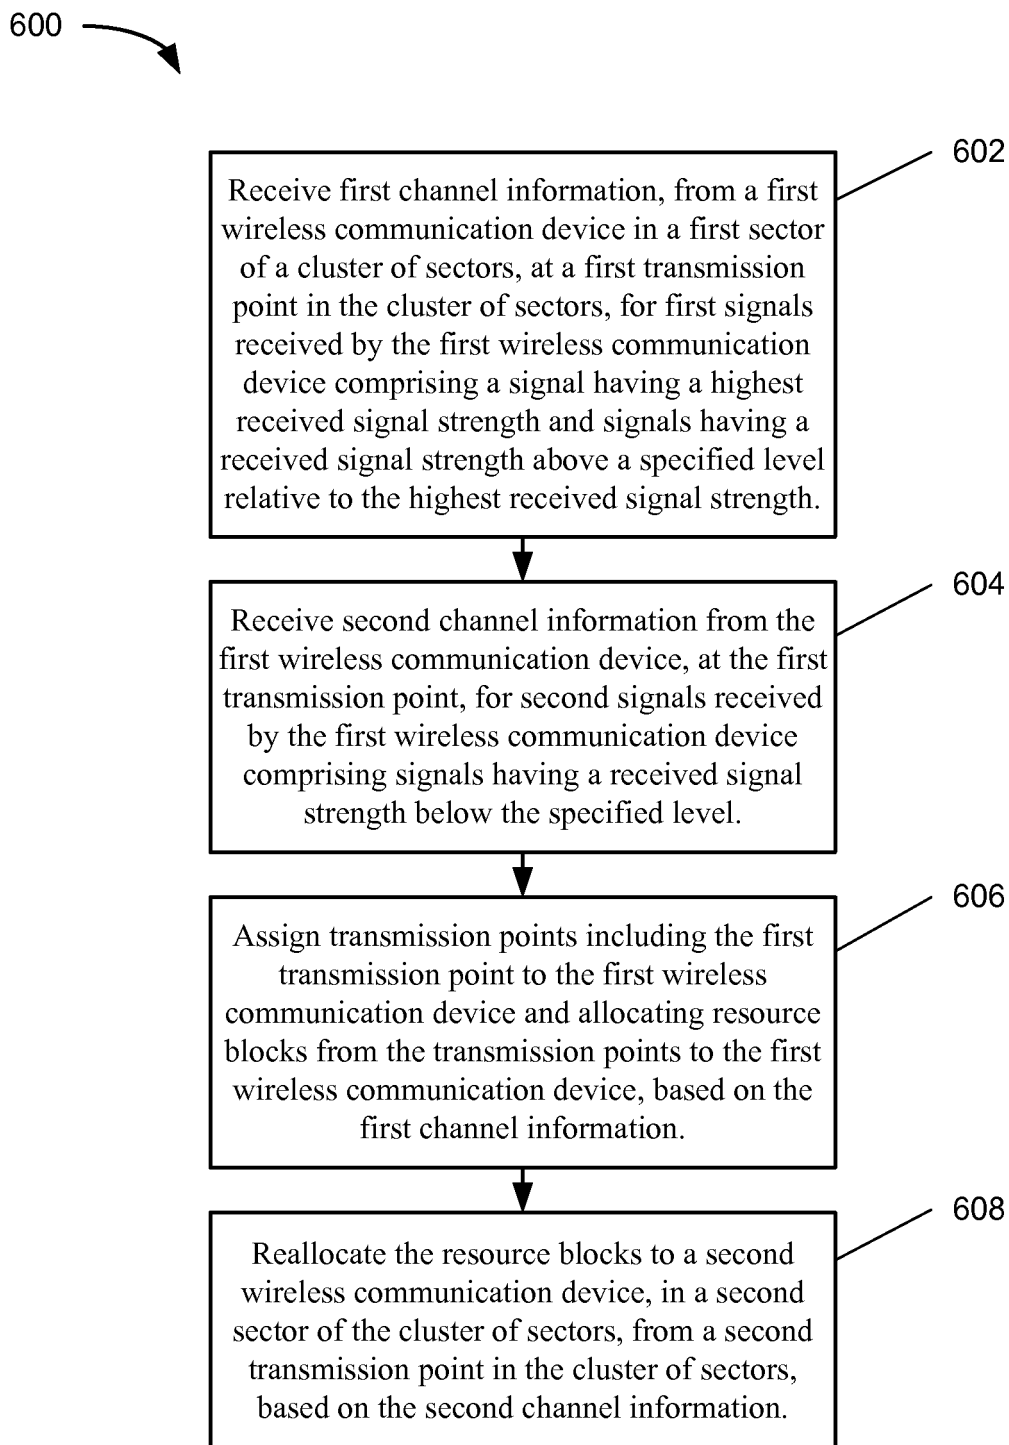 600
602
Receive first channel information, from a first
wireless communication device in a first sector
of a cluster of sectors, at a first transmission
point in the cluster of sectors, for first signals
received by the first wireless communication
device comprising a signal having a highest
received signal strength and signals having a
received signal strength above a specified level
relative to the highest received signal strength.
604
Receive second channel information from the
first wireless communication device, at the first
transmission point, for second signals received
by the first wireless communication device
comprising signals having a received signal
strength below the specified level.
606
Assign transmission points including the first
transmission point to the first wireless
communication device and allocating resource
blocks from the transmission points to the first
wireless communication device, based on the
first channel information.
608
Reallocate the resource blocks to a second
wireless communication device, in a second
sector of the cluster of sectors, from a second
transmission point in the cluster of sectors,
based on the second channel information.